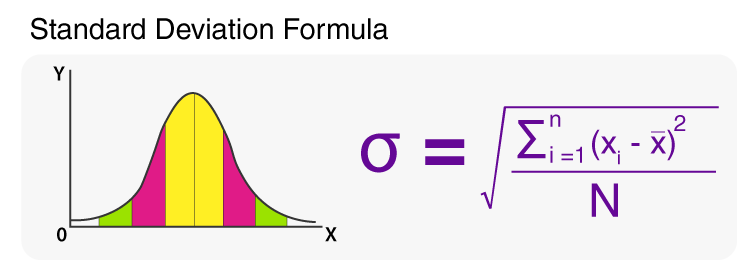 Standard Deviation Formula
Y
0
X
σ = √(∑ⁿᵢ₌₁ (xᵢ - x̅)² / N)